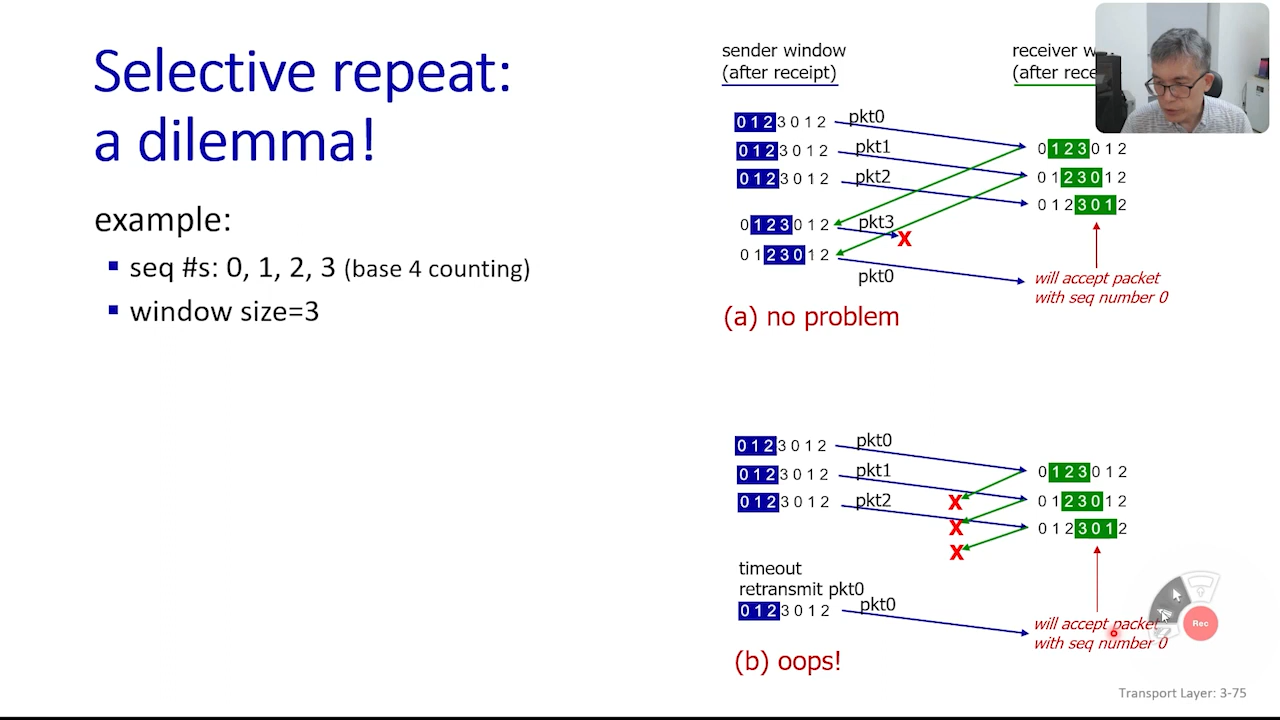 Selective repeat:
a dilemma!
example:
seq #s: 0, 1, 2, 3 (base 4 counting)
window size=3
sender window
(after receipt)
receiver w
(after rece
0 1 2 3 0 1 2
pkt0
0 1 2 3 0 1 2
0 1 2 3 0 1 2
pkt1
0 1 2 3 0 1 2
0 1 2 3 0 1 2
pkt2
0 1 2 3 0 1 2
0 1 2 3 0 1 2
pkt3
X
0 1 2 3 0 1 2
pkt0
will accept packet
with seq number 0
(a) no problem
0 1 2 3 0 1 2
pkt0
0 1 2 3 0 1 2
0 1 2 3 0 1 2
pkt1
X
0 1 2 3 0 1 2
0 1 2 3 0 1 2
pkt2
X
0 1 2 3 0 1 2
X
timeout
retransmit pkt0
0 1 2 3 0 1 2
pkt0
will accept packet
with seq number 0
Rec
(b) oops!
Transport Layer: 3-75